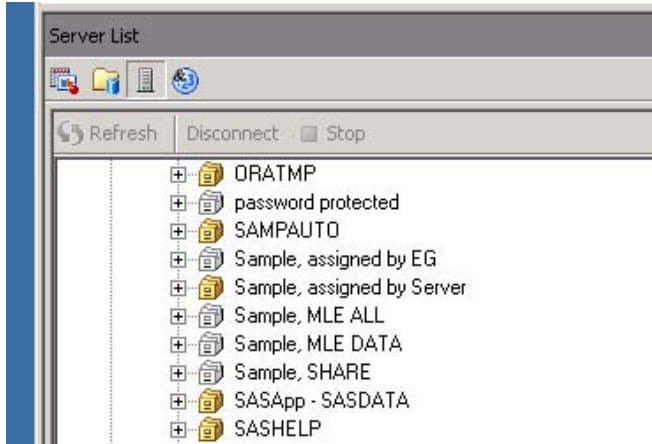 Server List
Refresh Disconnect Stop
ORATMP
password protected
SAMPAUTO
Sample, assigned by EG
Sample, assigned by Server
Sample, MLE ALL
Sample, MLE DATA
Sample, SHARE
SASApp - SASDATA
SASHELP